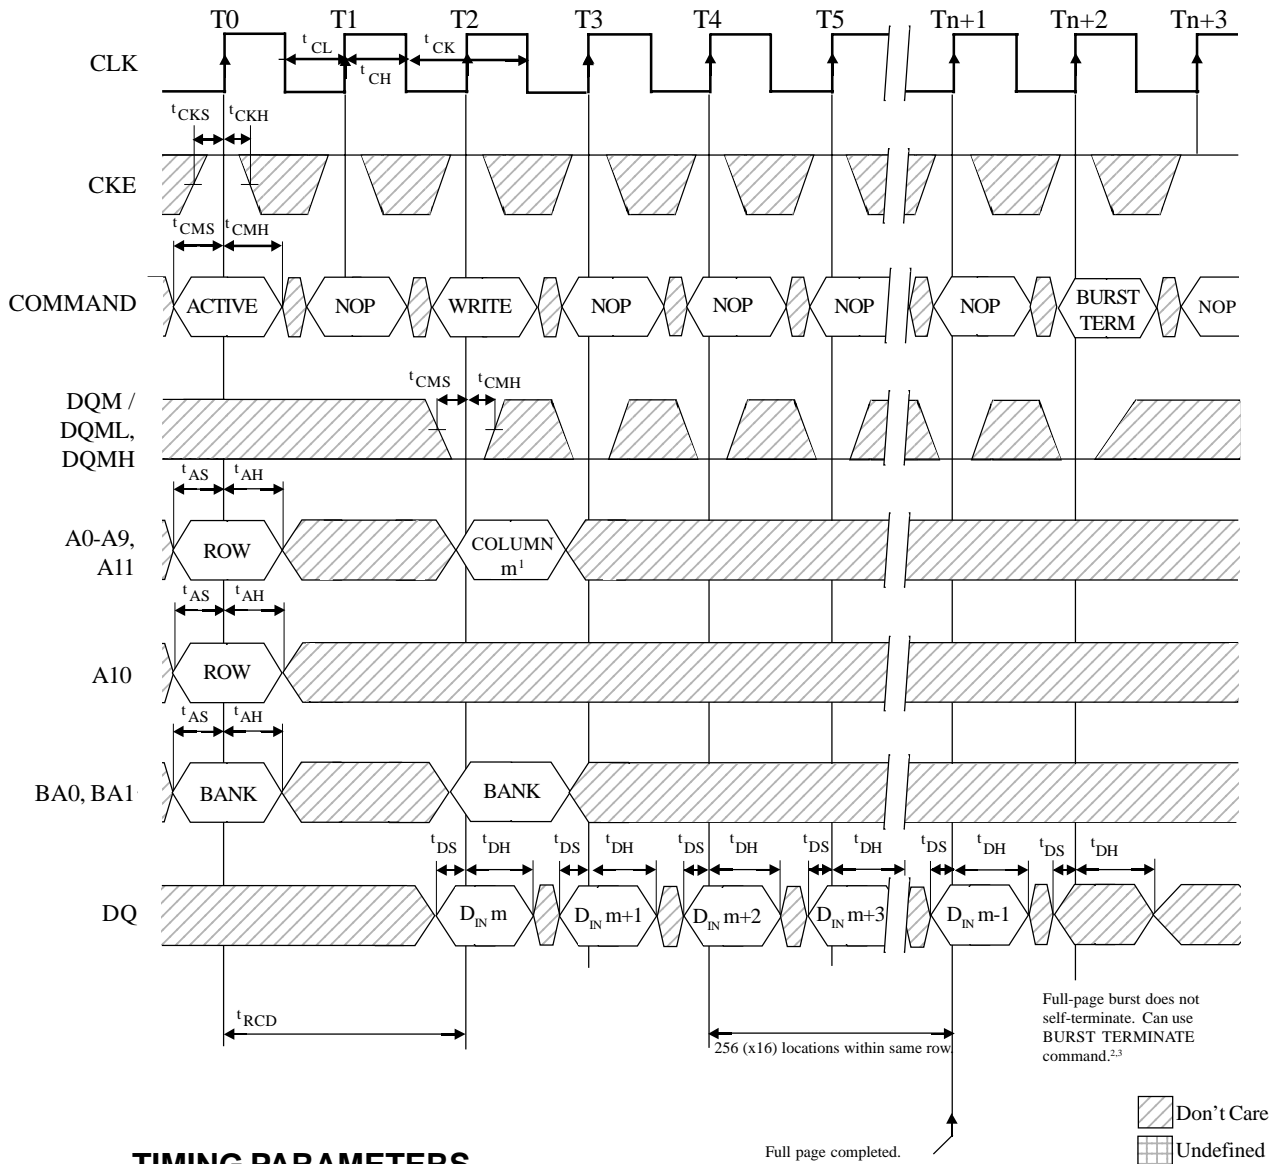 T0 T1 T2 T3 T4 T5 Tn+1 Tn+2 Tn+3
CLK
tCL tCK
tCH
tCKS tCKH
CKE
tCMS tCMH
COMMAND ACTIVE NOP WRITE NOP NOP NOP NOP BURST TERM NOP
tCMS tCMH
DQM /
DQML,
DQMH
tAS tAH
A0-A9,
A11
ROW COLUMN
m1
tAS tAH
A10 ROW
tAS tAH
BA0, BA1 BANK BANK
tDS tDH tDS tDH tDS tDH tDS tDH tDS tDH tDS tDH
DQ DIN m DIN m+1 DIN m+2 DIN m+3 DIN m-1
tRCD
256 (x16) locations within same row.
Full-page burst does not
self-terminate. Can use
BURST TERMINATE
command.2,3
Full page completed.
Don't Care
Undefined
TIMING PARAMETERS